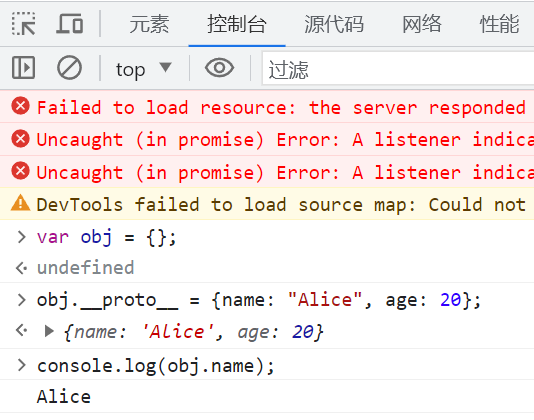 元素 控制台 源代码 网络 性能
top 过滤
Failed to load resource: the server responded
Uncaught (in promise) Error: A listener indica
Uncaught (in promise) Error: A listener indica
DevTools failed to load source map: Could not
> var obj = {};
undefined
> obj.__proto__ = {name: "Alice", age: 20};
{name: 'Alice', age: 20}
> console.log(obj.name);
Alice